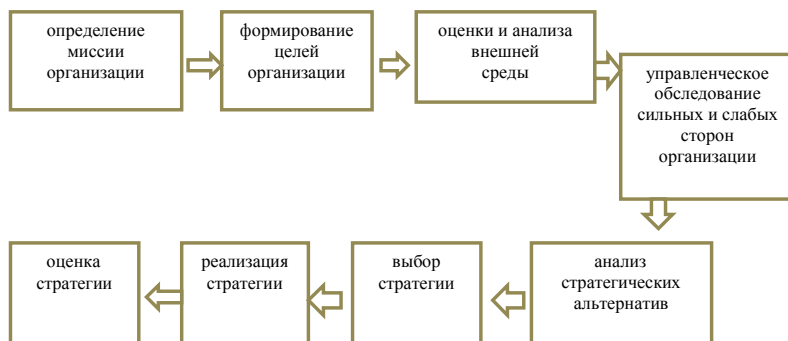 определение
миссии
организации
формирование
целей
организации
оценки и анализа
внешней
среды
управленческое
обследование
сильных и слабых
сторон
организации
анализ
стратегических
альтернатив
выбор
стратегии
реализация
стратегии
оценка
стратегии